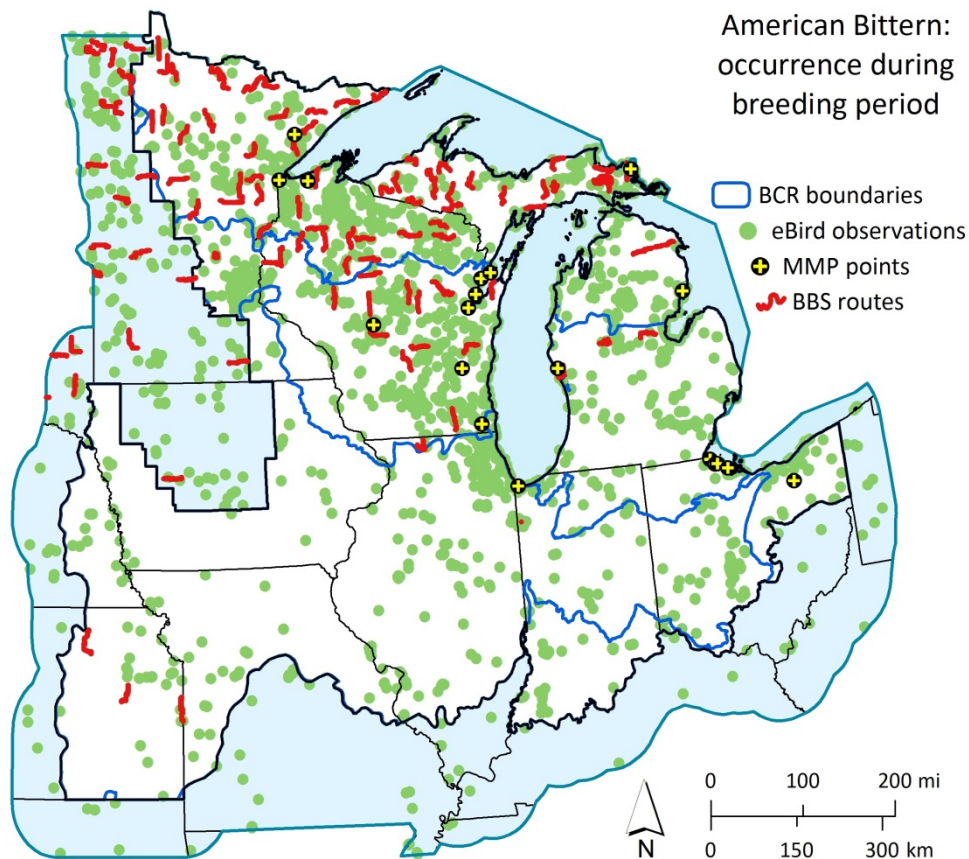 American Bittern:
occurrence during
breeding period
BCR boundaries
eBird observations
MMP points
BBS routes
0 100 200 mi
0 150 300 km
N